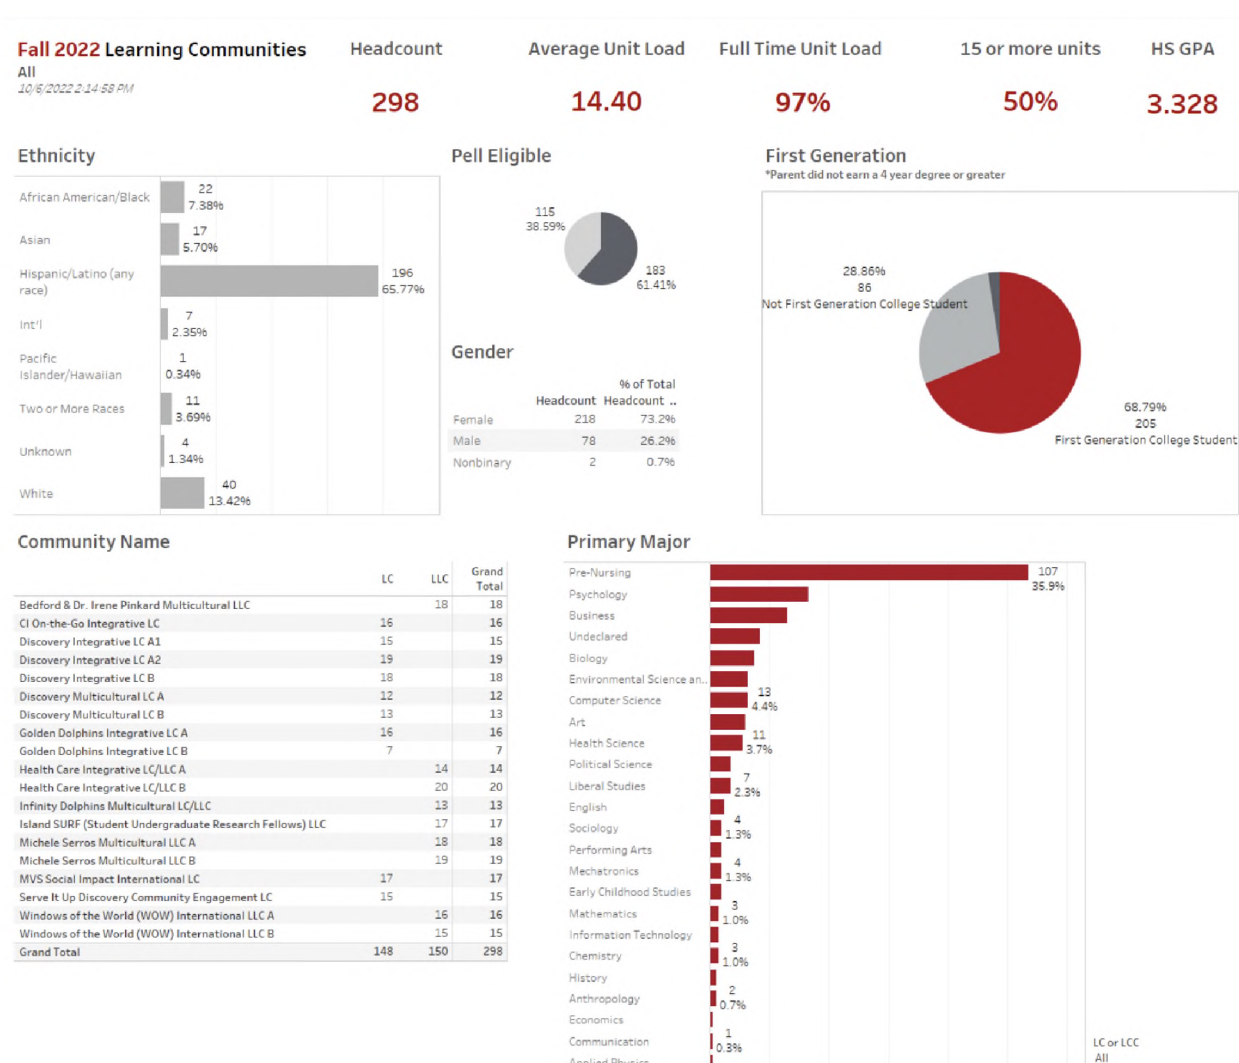 Fall 2022 Learning Communities
All
10/6/2022 2:14:58 PM
Headcount
298
Average Unit Load
14.40
Full Time Unit Load
97%
15 or more units
50%
HS GPA
3.328
Ethnicity
African American/Black 22
7.38%
Asian 17
5.70%
Hispanic/Latino (any race) 196
65.77%
Int'l 7
2.35%
Pacific Islander/Hawaiian 1
0.34%
Two or More Races 11
3.69%
Unknown 4
1.34%
White 40
13.42%
Pell Eligible
115
38.59%
183
61.41%
Gender
% of Total
Headcount Headcount ..
Female 218 73.2%
Male 78 26.2%
Nonbinary 2 0.7%
First Generation
*Parent did not earn a 4 year degree or greater
28.86%
86
Not First Generation College Student
68.79%
205
First Generation College Student
Community Name
LC LLC Grand Total
Bedford & Dr. Irene Pinkard Multicultural LLC 18 18
CI On-the-Go Integrative LC 16 16
Discovery Integrative LC A1 15 15
Discovery Integrative LC A2 19 19
Discovery Integrative LC B 18 18
Discovery Multicultural LC A 12 12
Discovery Multicultural LC B 13 13
Golden Dolphins Integrative LC A 16 16
Golden Dolphins Integrative LC B 7 7
Health Care Integrative LC/LLC A 14 14
Health Care Integrative LC/LLC B 20 20
Infinity Dolphins Multicultural LC/LLC 13 13
Island SURF (Student Undergraduate Research Fellows) LLC 17 17
Michele Serros Multicultural LLC A 18 18
Michele Serros Multicultural LLC B 19 19
MVS Social Impact International LC 17 17
Serve It Up Discovery Community Engagement LC 15 15
Windows of the World (WOW) International LLC A 16 16
Windows of the World (WOW) International LLC B 15 15
Grand Total 148 150 298
Primary Major
Pre-Nursing 107
35.9%
Psychology
Business
Undeclared
Biology
Environmental Science an..
Computer Science 13
4.4%
Art
Health Science 11
3.7%
Political Science
Liberal Studies 7
2.3%
English
Sociology 4
1.3%
Performing Arts
Mechatronics 4
1.3%
Early Childhood Studies
Mathematics 3
1.0%
Information Technology
Chemistry 3
1.0%
History
Anthropology 2
0.7%
Economics
Communication 1
0.3%
Applied Physics
LC or LCC
All